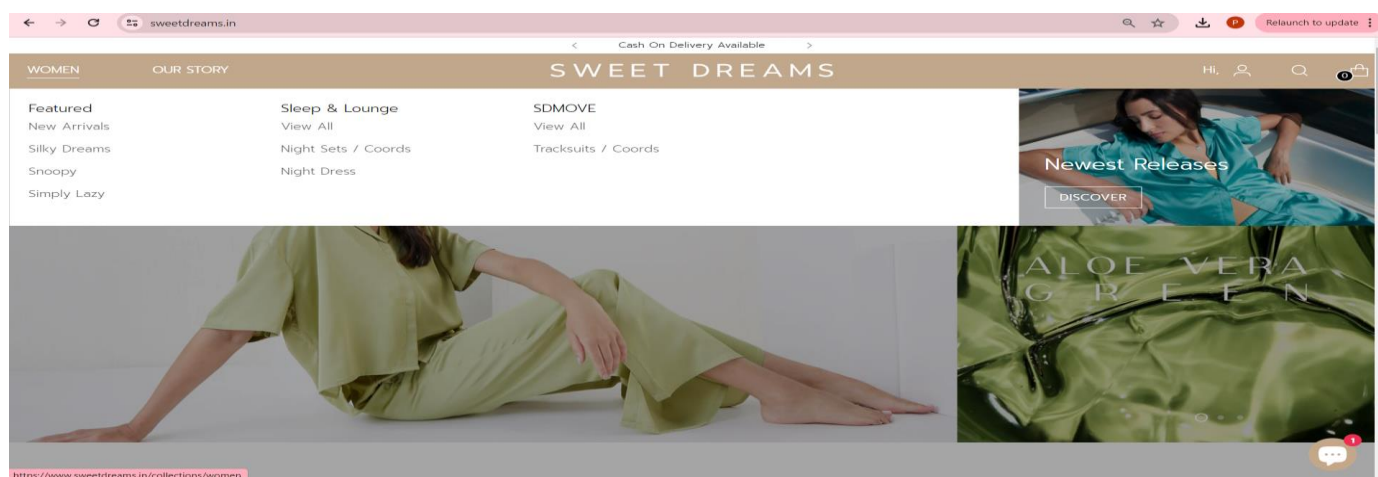 sweetdreams.in
Relaunch to update
P
< Cash On Delivery Available >
WOMEN
OUR STORY
SWEET DREAMS
Hi,
0
Featured
New Arrivals
Silky Dreams
Snoopy
Simply Lazy
Sleep & Lounge
View All
Night Sets / Coords
Night Dress
SDMOVE
View All
Tracksuits / Coords
Newest Releases
DISCOVER
ALOE VERA
GREEN
1
https://www.sweetdreams.in/collections/women